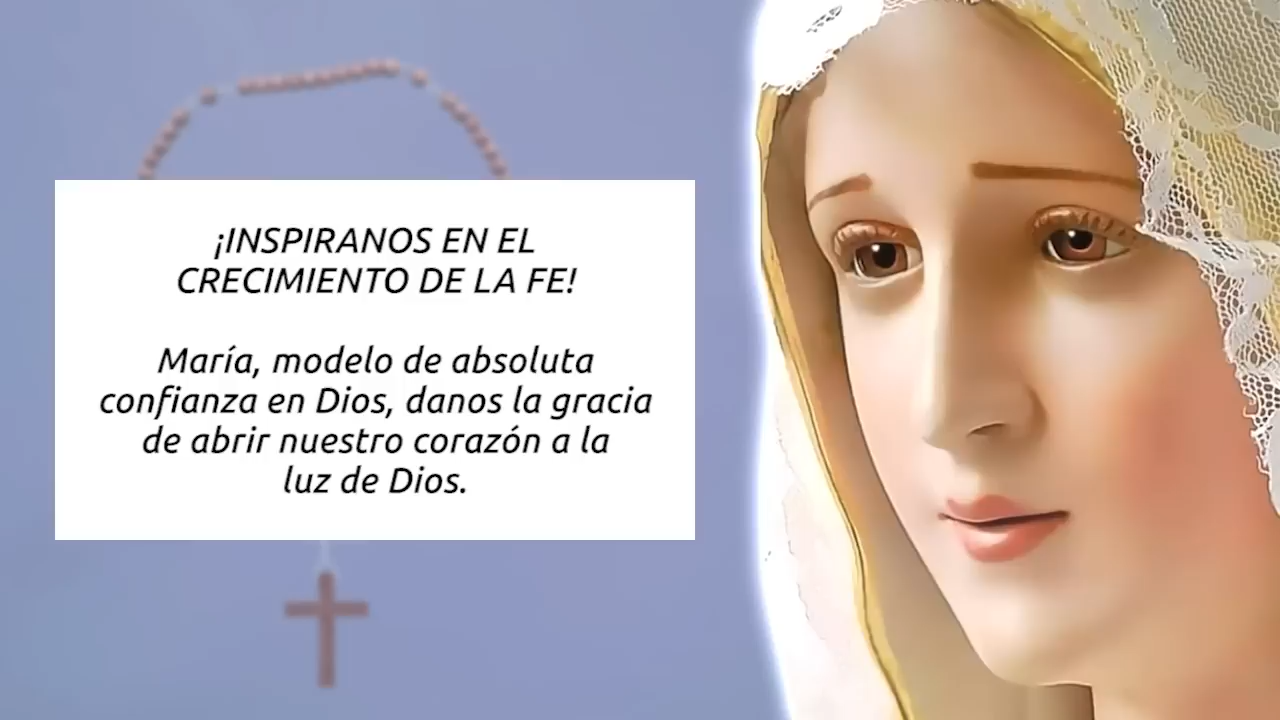 ¡INSPIRANOS EN EL
CRECIMIENTO DE LA FE!
María, modelo de absoluta
confianza en Dios, danos la gracia
de abrir nuestro corazón a la
luz de Dios.